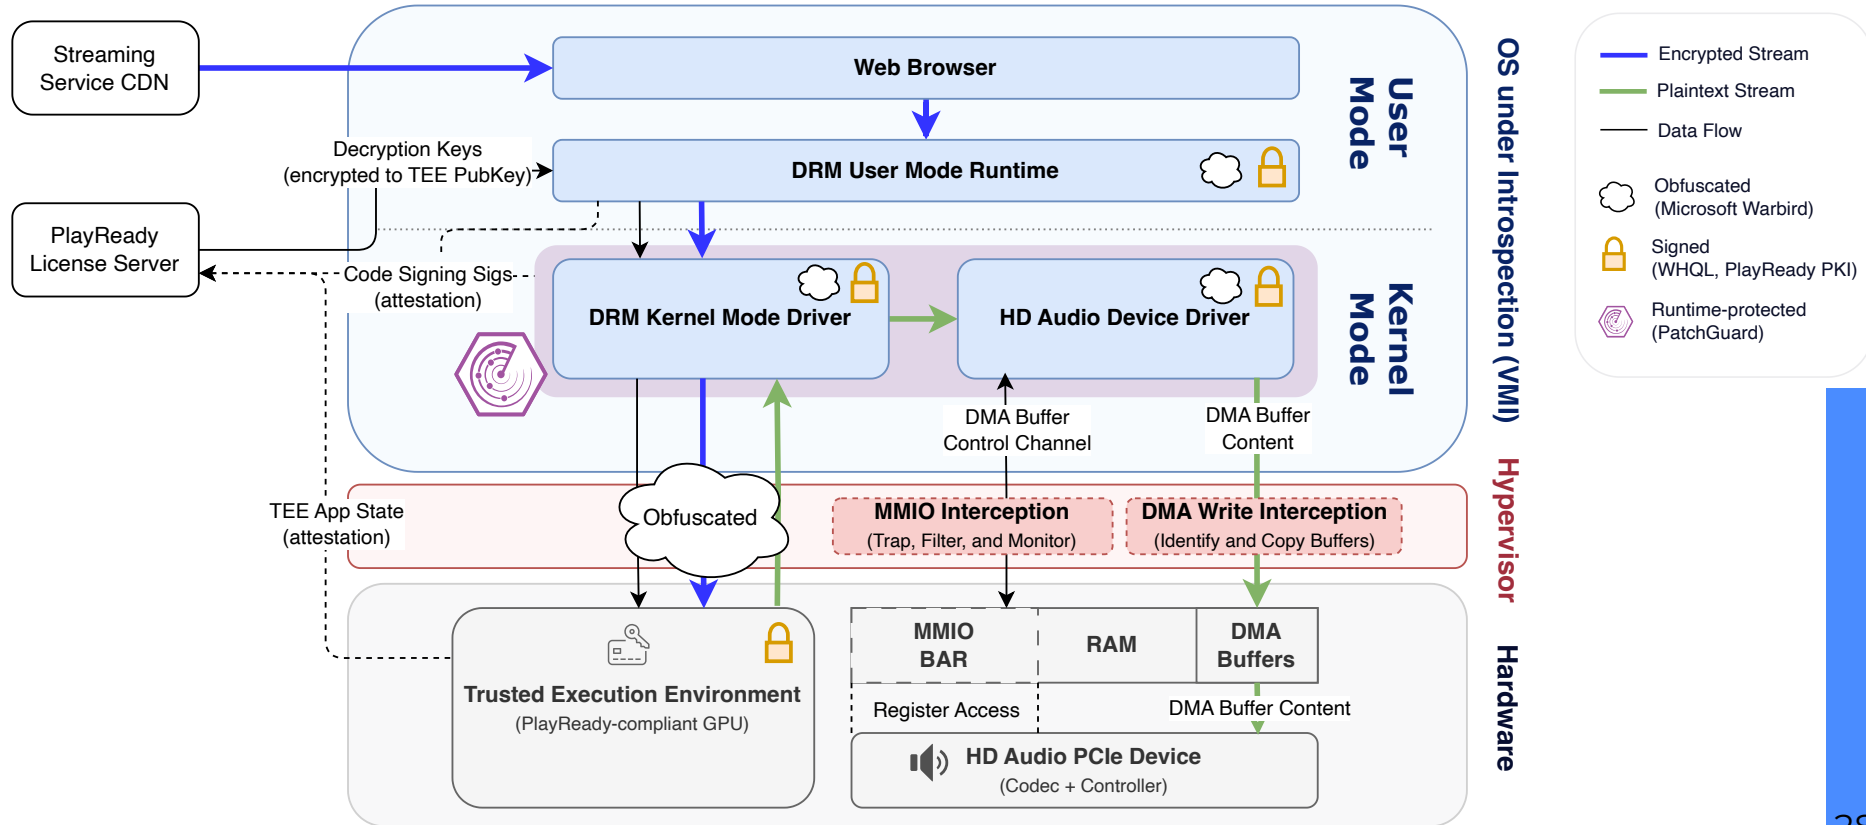 Streaming
Service CDN
Web Browser
Decryption Keys
(encrypted to TEE PubKey)
DRM User Mode Runtime
User
Mode
PlayReady
License Server
Code Signing Sigs
(attestation)
DRM Kernel Mode Driver
HD Audio Device Driver
Kernel
Mode
DMA Buffer
Control Channel
DMA Buffer
Content
OS under Introspection (VMI)
TEE App State
(attestation)
Obfuscated
MMIO Interception
(Trap, Filter, and Monitor)
DMA Write Interception
(Identify and Copy Buffers)
Hypervisor
Trusted Execution Environment
(PlayReady-compliant GPU)
MMIO
BAR
RAM
DMA
Buffers
Register Access
DMA Buffer Content
HD Audio PCIe Device
(Codec + Controller)
Hardware
Encrypted Stream
Plaintext Stream
Data Flow
Obfuscated
(Microsoft Warbird)
Signed
(WHQL, PlayReady PKI)
Runtime-protected
(PatchGuard)